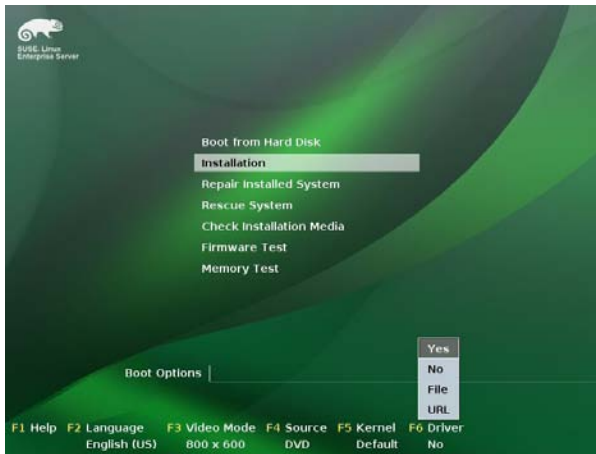 SUSE. Linux
Enterprise Server
Boot from Hard Disk
Installation
Repair Installed System
Rescue System
Check Installation Media
Firmware Test
Memory Test
Boot Options
Yes
No
File
URL
F1 Help F2 Language F3 Video Mode F4 Source F5 Kernel F6 Driver
English (US) 800 x 600 DVD Default No